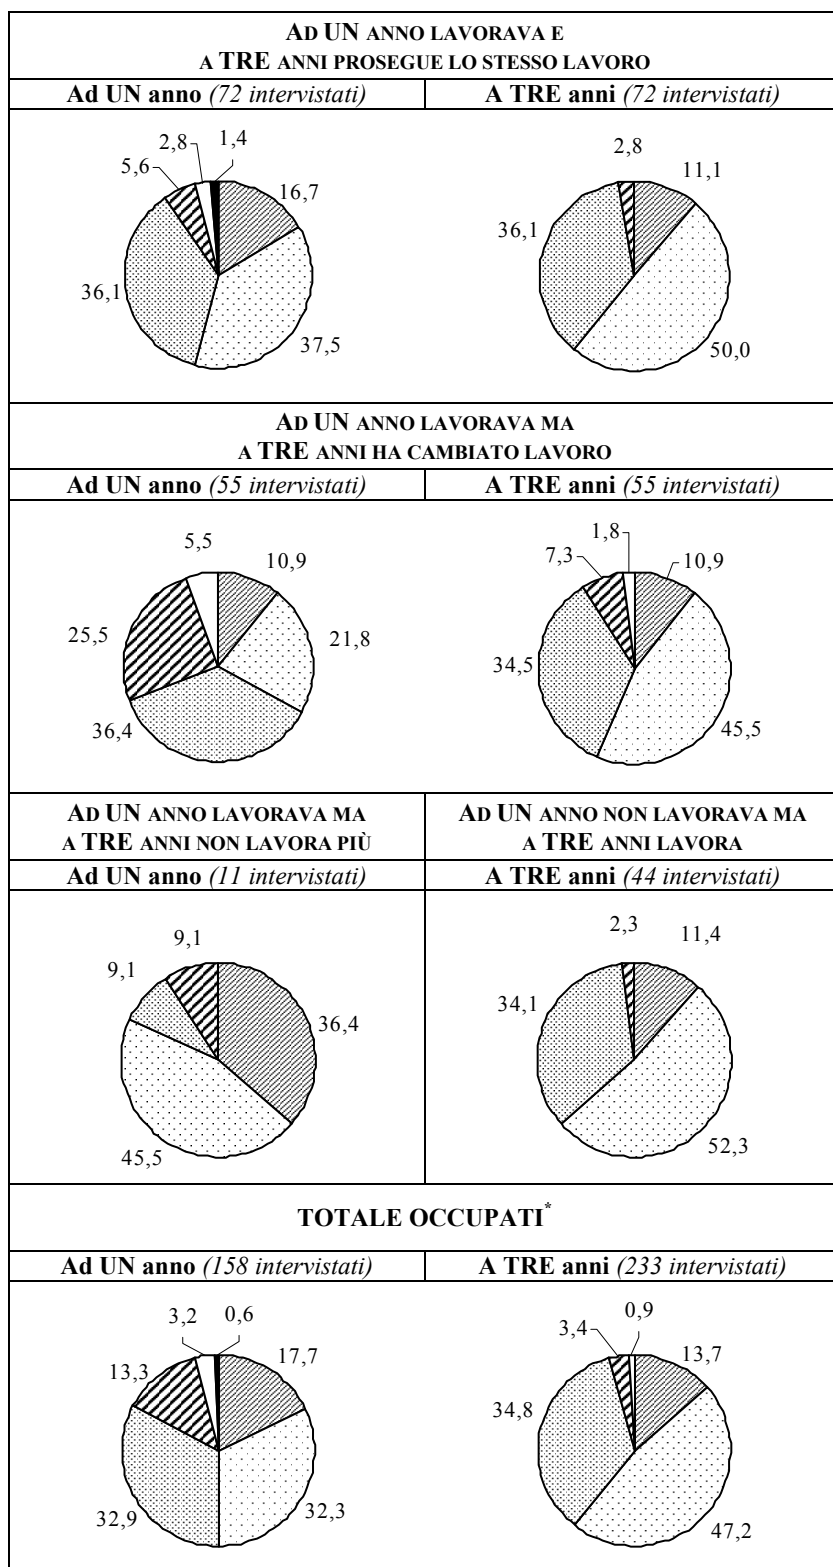 AD UN ANNO LAVORAVA E
A TRE ANNI PROSEGUE LO STESSO LAVORO
Ad UN anno (72 intervistati)
A TRE anni (72 intervistati)
1,4
2,8
5,6
16,7
36,1
37,5
2,8
11,1
36,1
50,0
AD UN ANNO LAVORAVA MA
A TRE ANNI HA CAMBIATO LAVORO
Ad UN anno (55 intervistati)
A TRE anni (55 intervistati)
5,5
10,9
25,5
21,8
36,4
1,8
7,3
10,9
34,5
45,5
AD UN ANNO LAVORAVA MA
A TRE ANNI NON LAVORA PIÙ
AD UN ANNO NON LAVORAVA MA
A TRE ANNI LAVORA
Ad UN anno (11 intervistati)
A TRE anni (44 intervistati)
9,1
9,1
36,4
45,5
2,3
11,4
34,1
52,3
TOTALE OCCUPATI*
Ad UN anno (158 intervistati)
A TRE anni (233 intervistati)
3,2
0,6
13,3
17,7
32,9
32,3
0,9
3,4
13,7
34,8
47,2